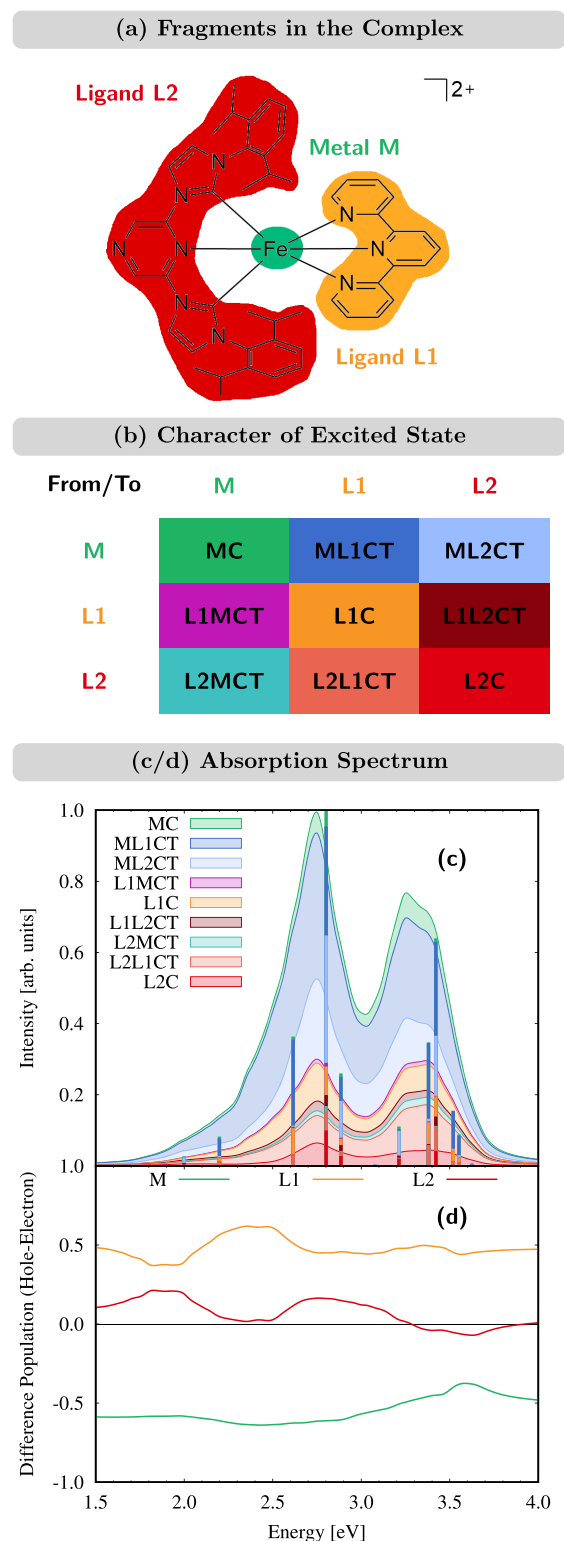 (a) Fragments in the Complex
Ligand L2
2+
Metal M
N
N
N
N
Fe
N
N
N
N
N
N
Ligand L1
(b) Character of Excited State
From/To M L1 L2
M MC ML1CT ML2CT
L1 L1MCT L1C L1L2CT
L2 L2MCT L2L1CT L2C
(c/d) Absorption Spectrum
Intensity [arb. units]
1.0
0.8
0.6
0.4
0.2
1.0
MC
ML1CT
ML2CT
L1MCT
L1C
L1L2CT
L2MCT
L2L1CT
L2C
(c)
M L1 L2
(d)
Difference Population (Hole-Electron)
0.5
0.0
-0.5
-1.0
1.5 2.0 2.5 3.0 3.5 4.0
Energy [eV]